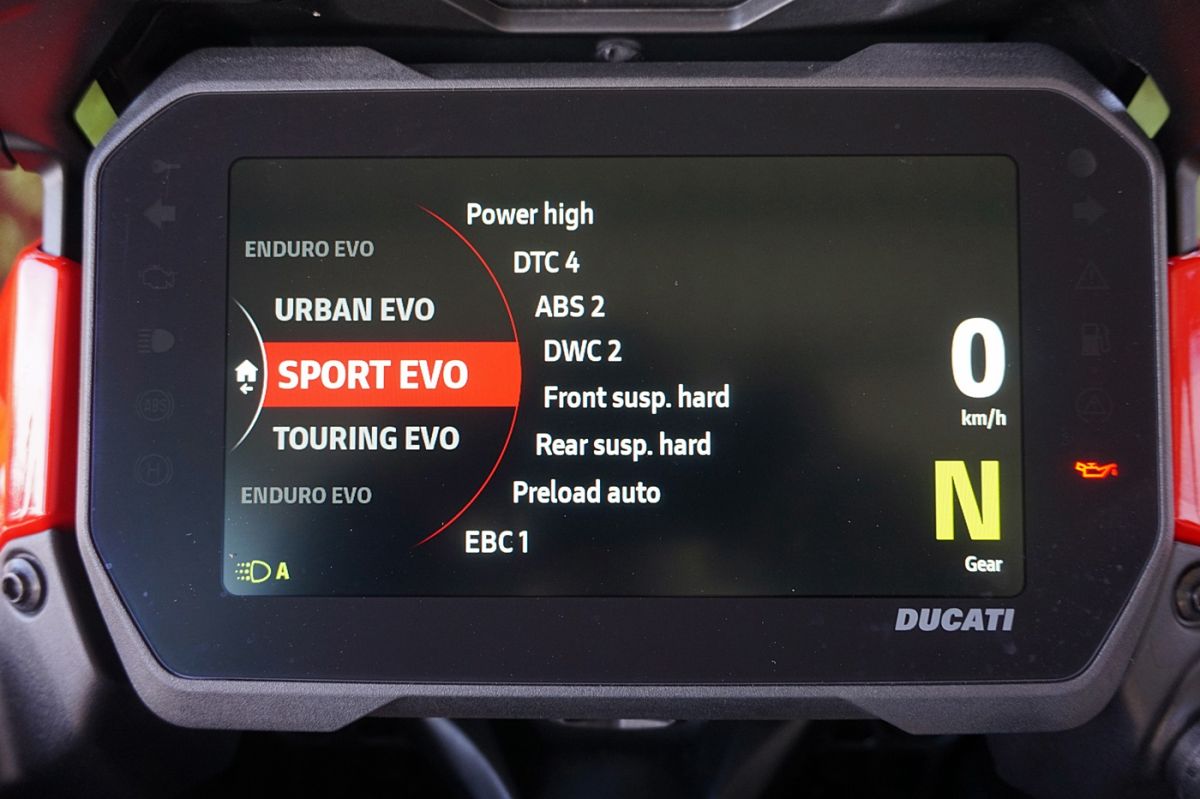 ENDURO EVO
URBAN EVO
SPORT EVO
TOURING EVO
ENDURO EVO
A
Power high
DTC 4
ABS 2
DWC 2
Front susp. hard
Rear susp. hard
Preload auto
EBC 1
0
km/h
N
Gear
DUCATI
ABS
H